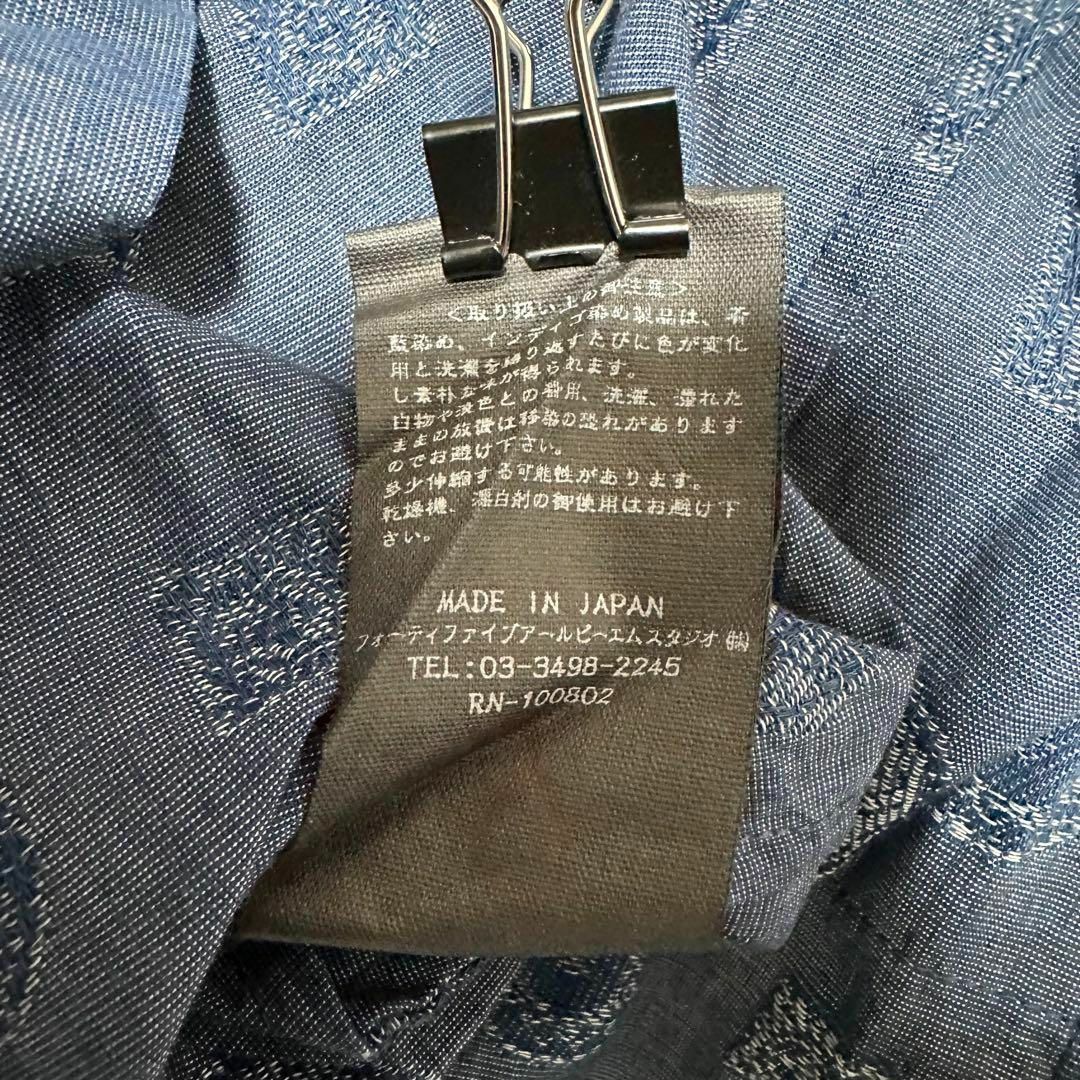 ＜取り扱い上の御注意＞
藍染め、インディゴ染め製品は、着
用と洗濯を繰り返すたびに色が変化
し素朴な味が得られます。
白物や淡色との着用、洗濯、濡れた
ままの放置は移染の恐れがあります
のでお避け下さい。
多少伸縮する可能性があります。
乾燥機、漂白剤の御使用はお避け下
さい。
MADE IN JAPAN
フォーティファイブアールピーエムスタジオ㈱
TEL:03-3498-2245
RN-100802